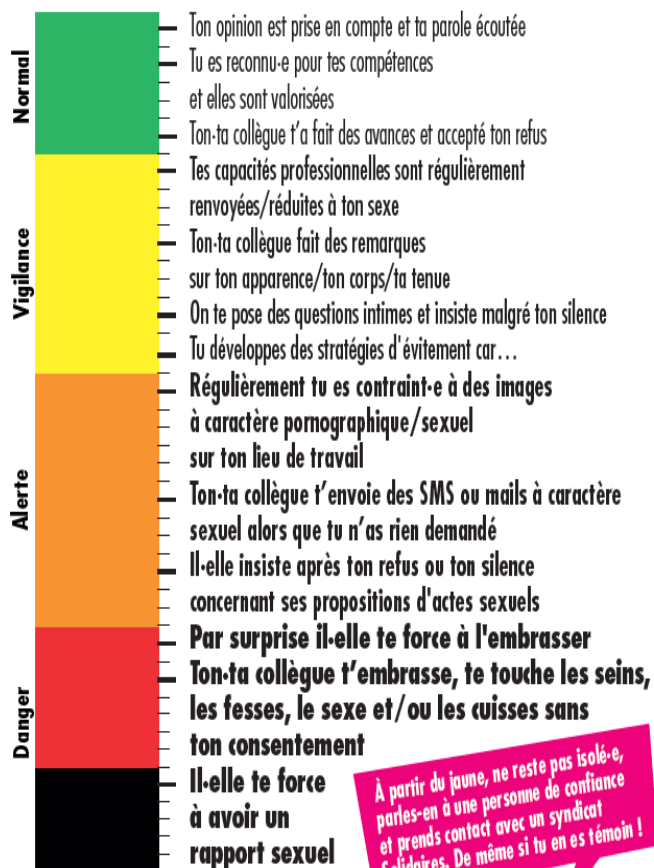 Normal
Ton opinion est prise en compte et ta parole écoutée
Tu es reconnu·e pour tes compétences
et elles sont valorisées
Ton·ta collègue t'a fait des avances et accepté ton refus
Vigilance
Tes capacités professionnelles sont régulièrement
renvoyées/réduites à ton sexe
Ton·ta collègue fait des remarques
sur ton apparence/ton corps/ta tenue
On te pose des questions intimes et insiste malgré ton silence
Tu développes des stratégies d'évitement car...
Alerte
Régulièrement tu es contraint·e à des images
à caractère pornographique/sexuel
sur ton lieu de travail
Ton·ta collègue t'envoie des SMS ou mails à caractère
sexuel alors que tu n'as rien demandé
Il·elle insiste après ton refus ou ton silence
concernant ses propositions d'actes sexuels
Danger
Par surprise il·elle te force à l'embrasser
Ton·ta collègue t'embrasse, te touche les seins,
les fesses, le sexe et/ou les cuisses sans
ton consentement
Il·elle te force
à avoir un
rapport sexuel
À partir du jaune, ne reste pas isolé·e,
parles-en à une personne de confiance
et prends contact avec un syndicat
Solidaires. De même si tu en es témoin !